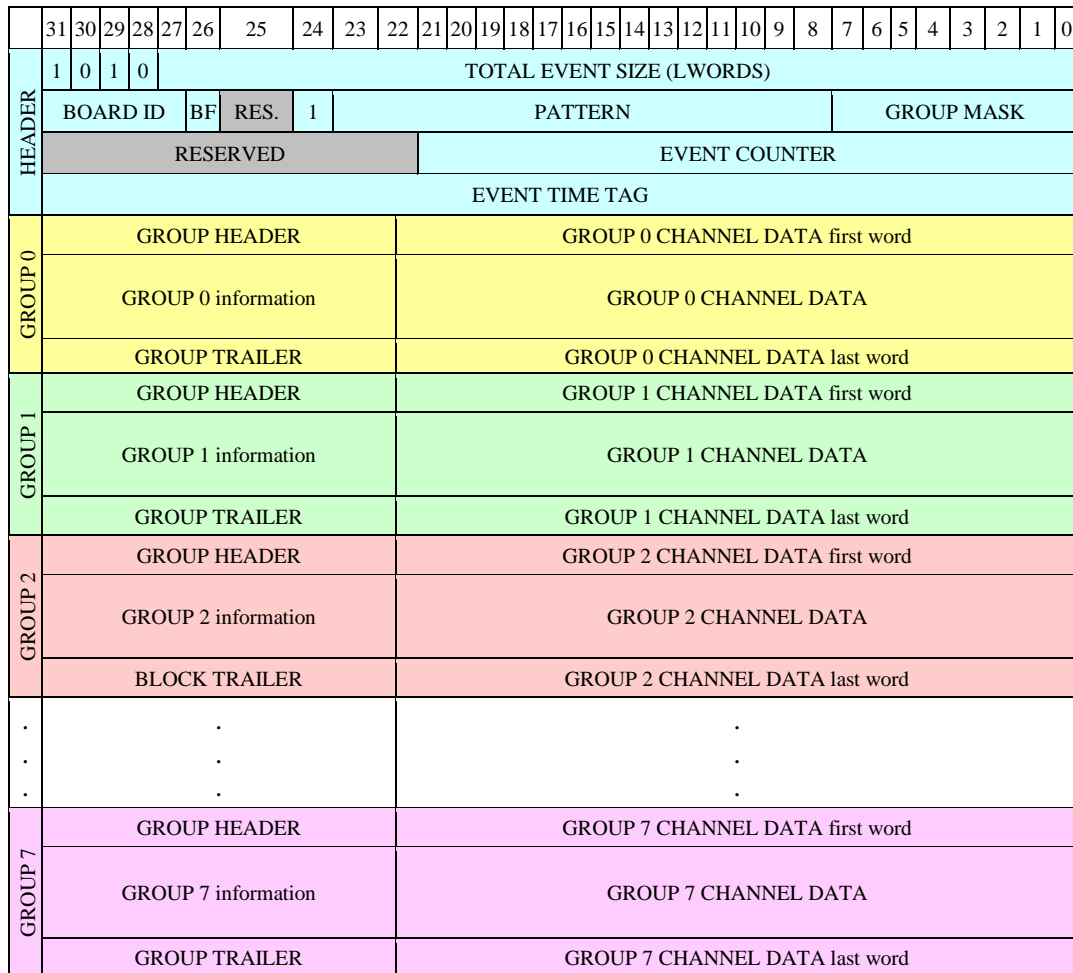 31 30 29 28 27 26 25 24 23 22 21 20 19 18 17 16 15 14 13 12 11 10 9 8 7 6 5 4 3 2 1 0
HEADER
1 0 1 0 TOTAL EVENT SIZE (LWORDS)
BOARD ID BF RES. 1 PATTERN GROUP MASK
RESERVED EVENT COUNTER
EVENT TIME TAG
GROUP 0
GROUP HEADER GROUP 0 CHANNEL DATA first word
GROUP 0 information GROUP 0 CHANNEL DATA
GROUP TRAILER GROUP 0 CHANNEL DATA last word
GROUP 1
GROUP HEADER GROUP 1 CHANNEL DATA first word
GROUP 1 information GROUP 1 CHANNEL DATA
GROUP TRAILER GROUP 1 CHANNEL DATA last word
GROUP 2
GROUP HEADER GROUP 2 CHANNEL DATA first word
GROUP 2 information GROUP 2 CHANNEL DATA
BLOCK TRAILER GROUP 2 CHANNEL DATA last word
. . .
. . .
. . .
GROUP 7
GROUP HEADER GROUP 7 CHANNEL DATA first word
GROUP 7 information GROUP 7 CHANNEL DATA
GROUP TRAILER GROUP 7 CHANNEL DATA last word